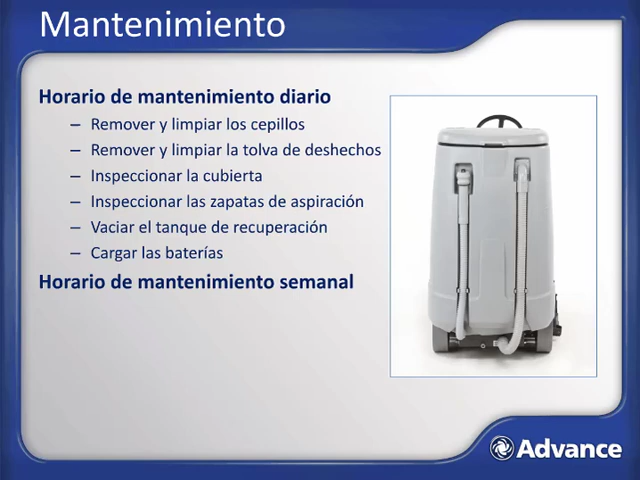 Mantenimiento
Horario de mantenimiento diario
– Remover y limpiar los cepillos
– Remover y limpiar la tolva de deshechos
– Inspeccionar la cubierta
– Inspeccionar las zapatas de aspiración
– Vaciar el tanque de recuperación
– Cargar las baterías
Horario de mantenimiento semanal
Advance